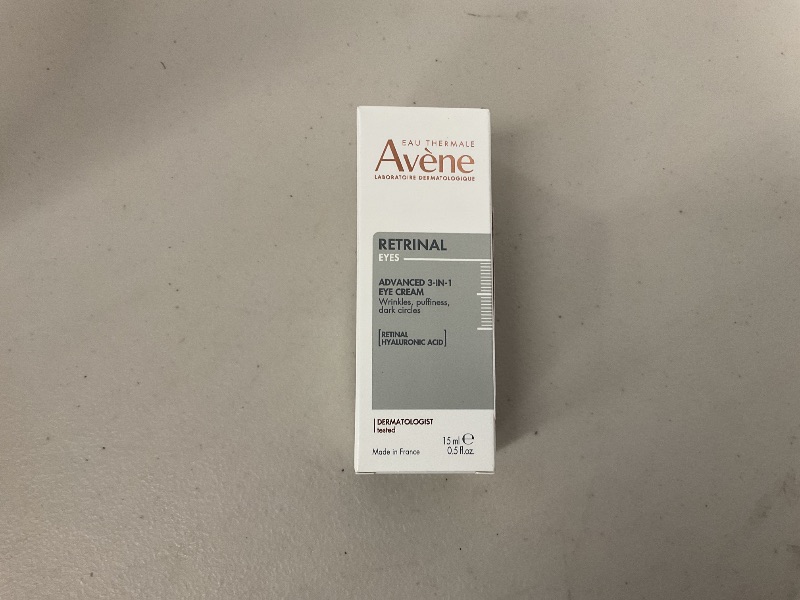 EAU THERMALE
Avène
LABORATOIRE DERMATOLOGIQUE
RETRINAL
EYES
ADVANCED 3-IN-1
EYE CREAM
Wrinkles, puffiness,
dark circles
[RETINAL
HYALURONIC ACID]
DERMATOLOGIST
tested
15 ml ℮
Made in France 0.5 fl.oz.